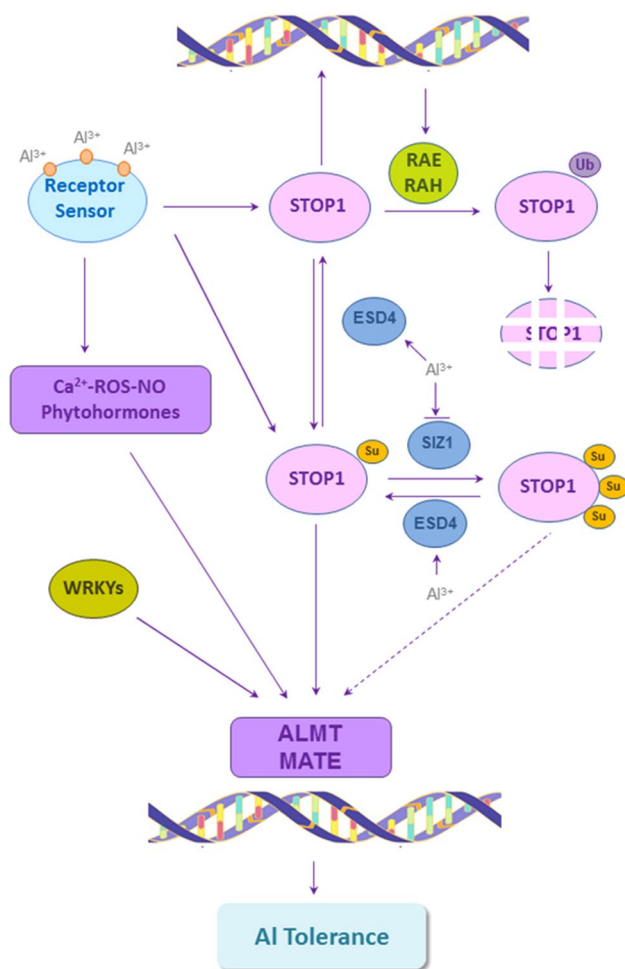 Al³⁺
Al³⁺
Al³⁺
Receptor
Sensor
STOP1
RAE
RAH
Ub
STOP1
STOP1
ESD4
Al³⁺
Ca²⁺-ROS-NO
Phytohormones
SIZ1
Su
STOP1
STOP1
Su
Su
Su
ESD4
Al³⁺
WRKYs
ALMT
MATE
Al Tolerance